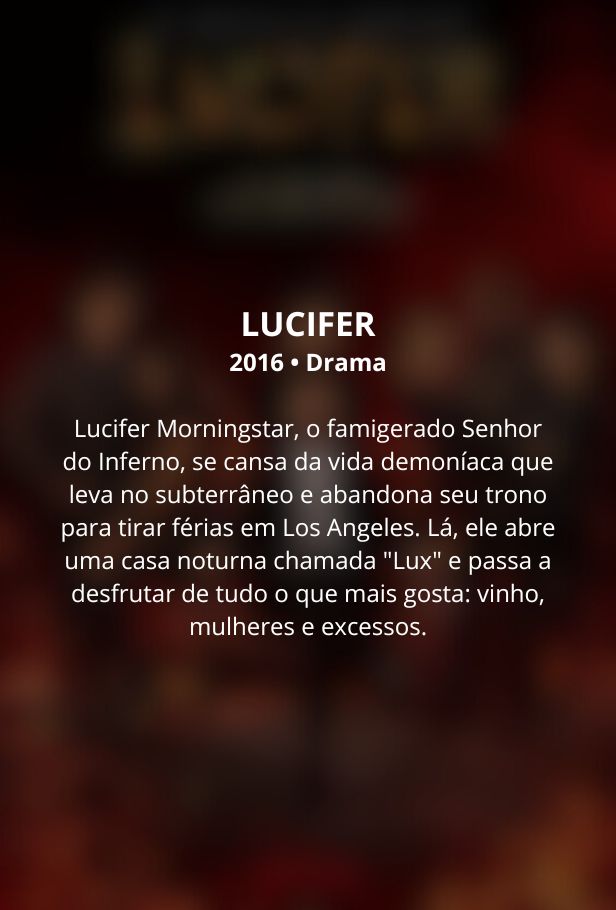 LUCIFER
2016 • Drama
Lucifer Morningstar, o famigerado Senhor
do Inferno, se cansa da vida demoníaca que
leva no subterrâneo e abandona seu trono
para tirar férias em Los Angeles. Lá, ele abre
uma casa noturna chamada "Lux" e passa a
desfrutar de tudo o que mais gosta: vinho,
mulheres e excessos.